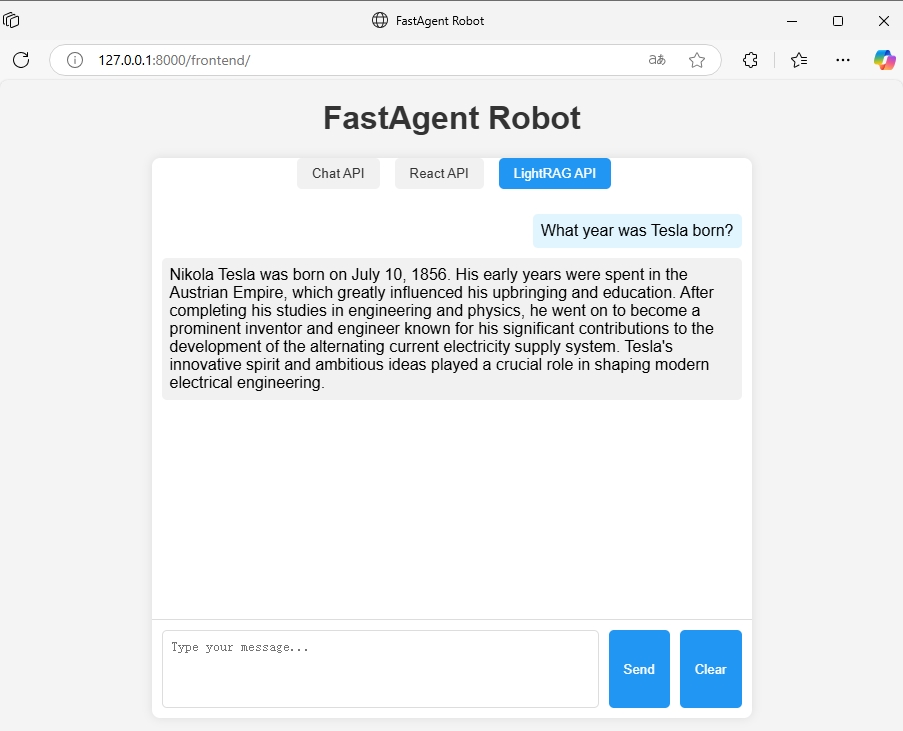 FastAgent Robot
127.0.0.1:8000/frontend/
aあ
FastAgent Robot
Chat API React API LightRAG API
What year was Tesla born?
Nikola Tesla was born on July 10, 1856. His early years were spent in the
Austrian Empire, which greatly influenced his upbringing and education. After
completing his studies in engineering and physics, he went on to become a
prominent inventor and engineer known for his significant contributions to the
development of the alternating current electricity supply system. Tesla's
innovative spirit and ambitious ideas played a crucial role in shaping modern
electrical engineering.
Type your message...
Send Clear